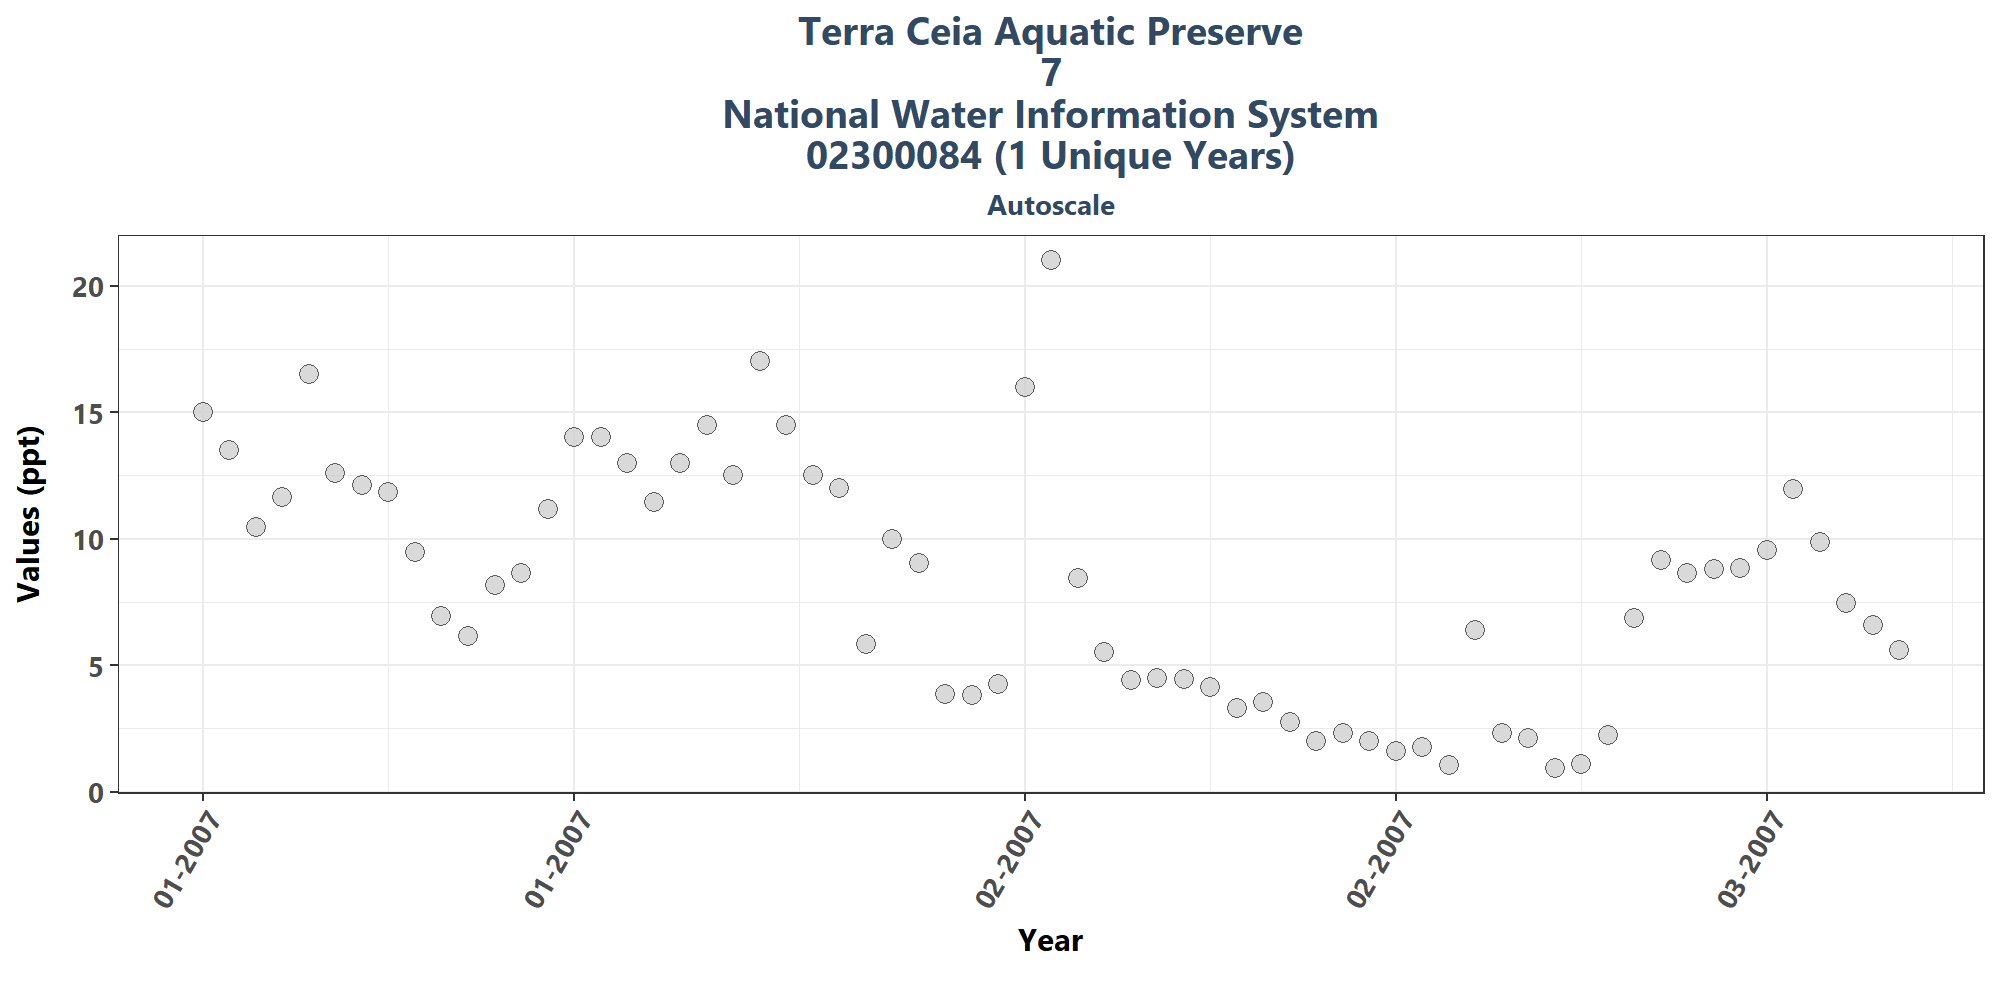 Terra Ceia Aquatic Preserve
7
National Water Information System
02300084 (1 Unique Years)
Autoscale
Values (ppt)
20
15
10
5
0
01-2007
01-2007
02-2007
02-2007
03-2007
Year